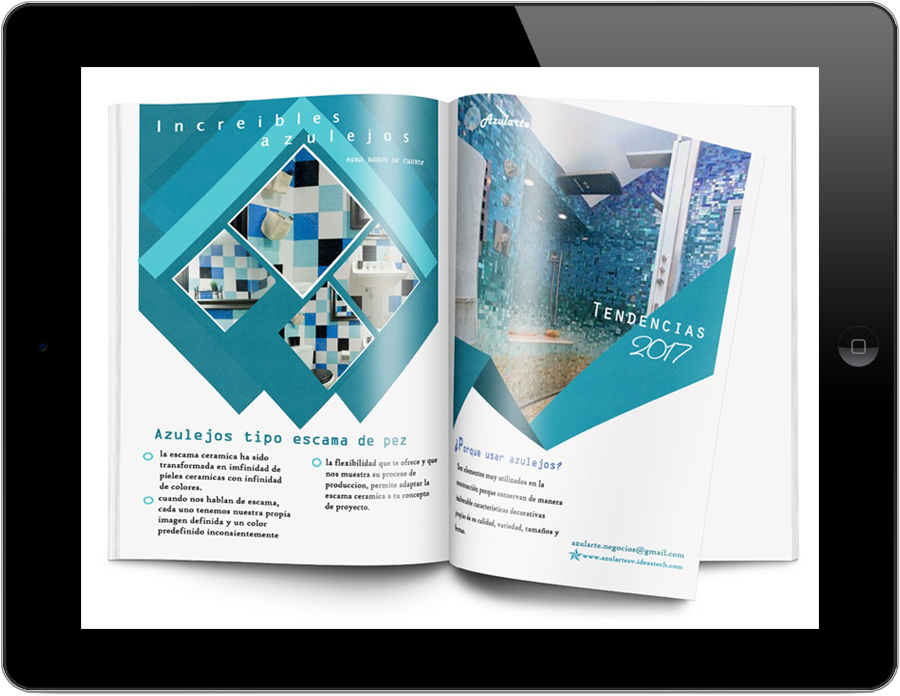 Increibles
azulejos
PARA BAÑOS DE CUADRO
Azulejos tipo escama de pez
la escama ceramica ha sido
transformada en imfinidad de
pieles ceramicas con infinidad
de colores.
cuando nos hablan de escama,
cada uno tenemos nuestra propia
imagen definida y un color
predefinido inconsientemente
la flexibilidad que te ofrece y que
nos muestra su proceso de
produccion, permite adaptar la
escama ceramica a tu concepto
de proyecto.
Azularte
TENDENCIAS
2017
¿Porque usar azulejos?
Son elementos muy utilizados en la
construcción porque conservan de manera
inalterable características decorativas
propias de su calidad, variedad, tamaños y
formas.
azularte.negocios@gmail.com
www.azulartesv.ideastech.com